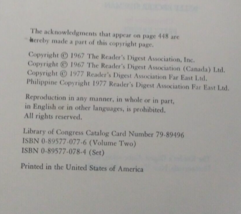 The acknowledgments that appear on page 448 are
hereby made a part of this copyright page.
Copyright © 1967 The Reader's Digest Association, Inc.
Copyright © 1967 The Reader's Digest Association (Canada) Ltd.
Copyright © 1977 Reader's Digest Association Far East Ltd.
Philippine Copyright 1977 Reader's Digest Association Far East Ltd.
Reproduction in any manner, in whole or in part,
in English or in other languages, is prohibited.
All rights reserved.
Library of Congress Catalog Card Number 79-89496
ISBN 0-89577-077-6 (Volume Two)
ISBN 0-89577-078-4 (Set)
Printed in the United States of America